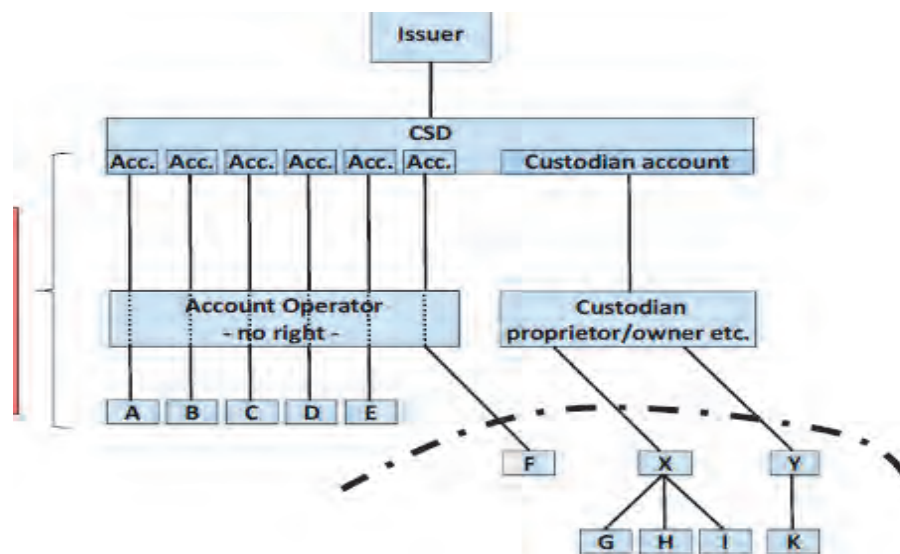 Issuer
CSD
Acc. Acc. Acc. Acc. Acc. Acc. Custodian account
Account Operator
- no right -
Custodian
proprietor/owner etc.
A B C D E
F X Y
G H I K